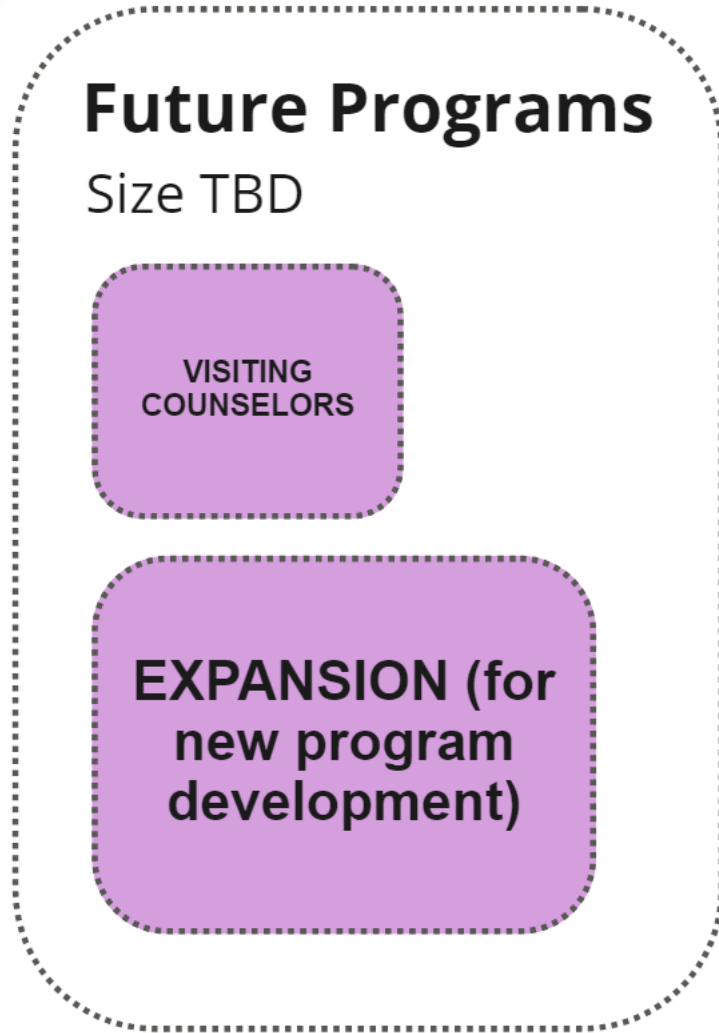 Future Programs
Size TBD
VISITING
COUNSELORS
EXPANSION (for
new program
development)